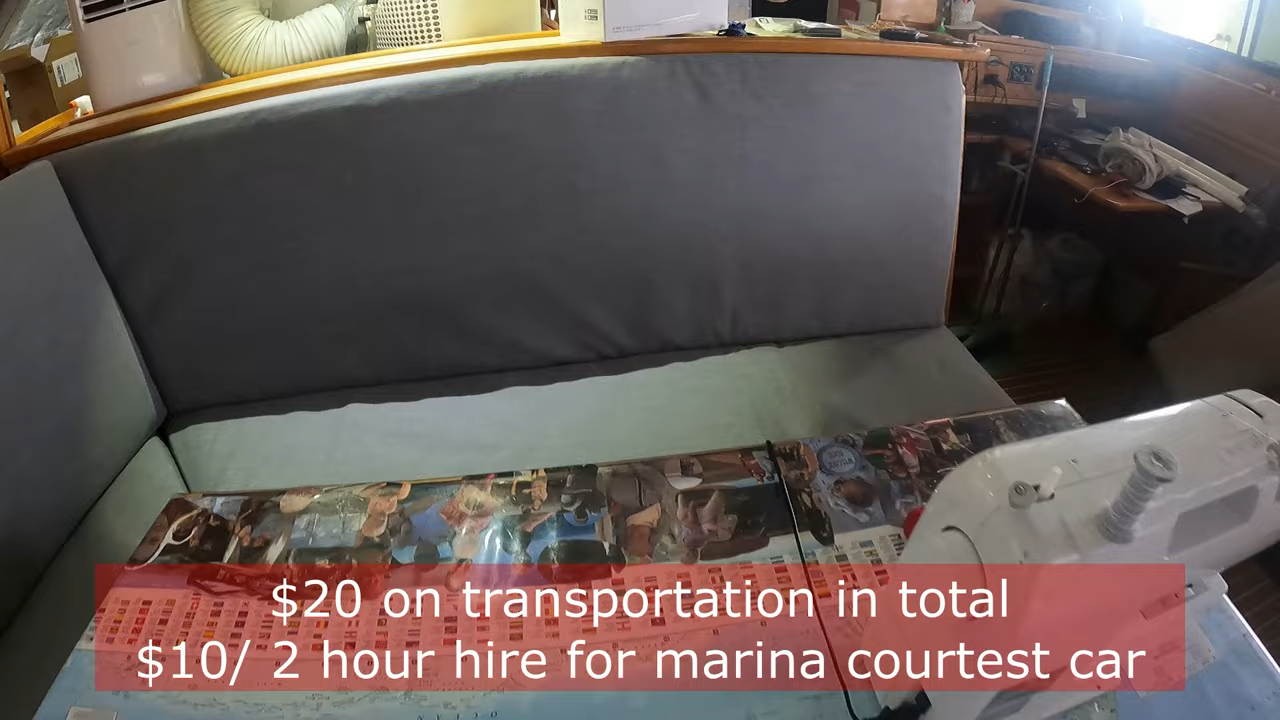 $20 on transportation in total
$10/ 2 hour hire for marina courtest car